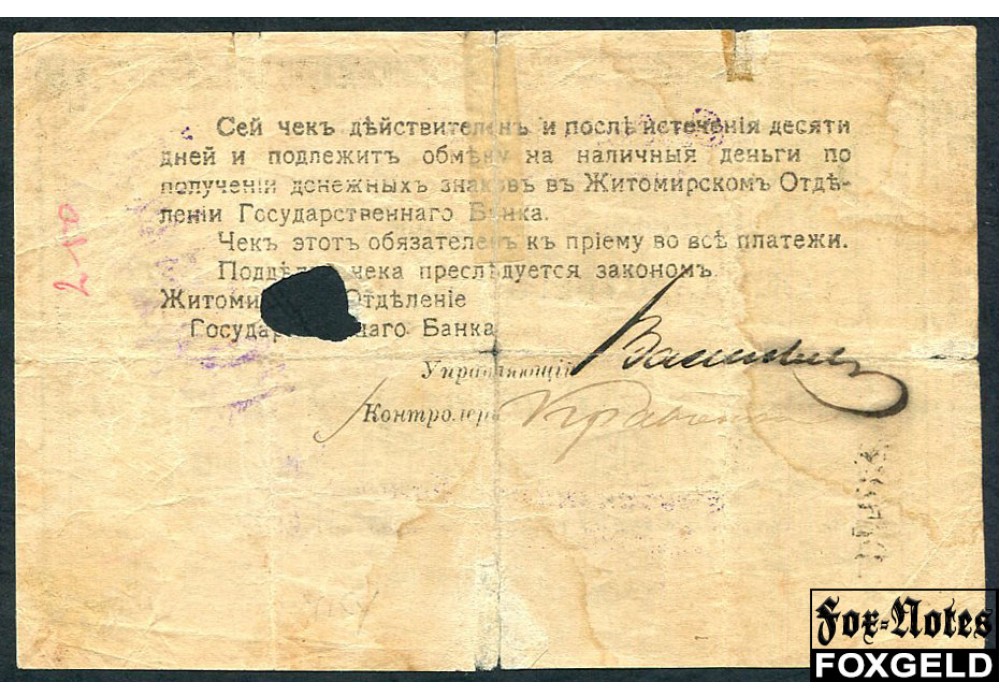 Сей чекъ дѣйствителенъ и послѣ истеченія десяти
дней и подлежитъ обмѣну на наличныя деньги по
полученіи денежныхъ знаковъ въ Житомирскомъ Отдѣ-
леніи Государственнаго Банка.
Чекъ этотъ обязателенъ къ пріему во всѣ платежи.
чека преслѣдуется закономъ.
Отдѣленіе
Банка
Управляющій
Контролеръ
210
Fox-Notes
FOXGELD